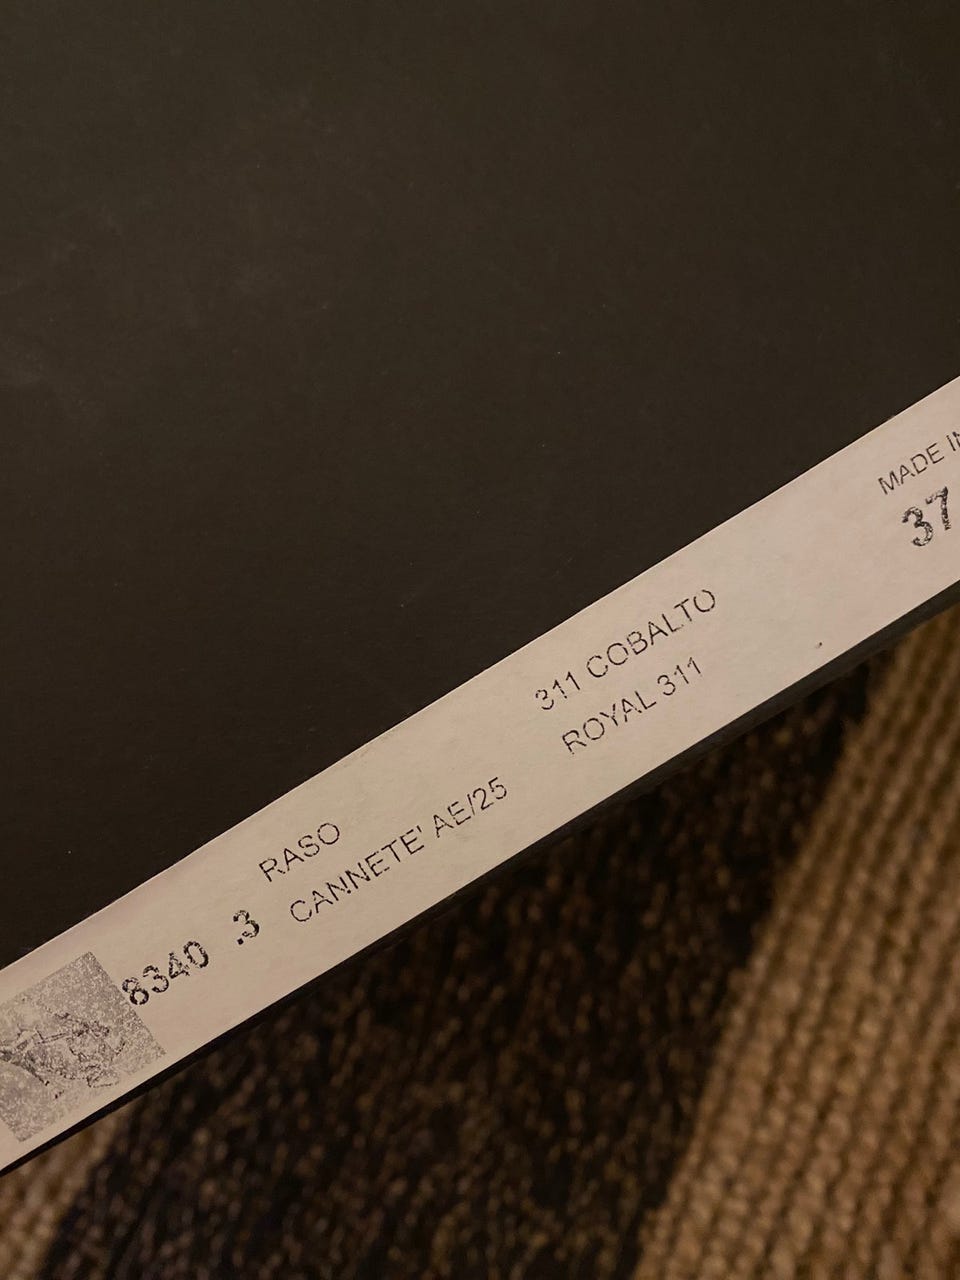 8340 .3
RASO
CANNETE' AE/25
311 COBALTO
ROYAL 311
MADE IN
37